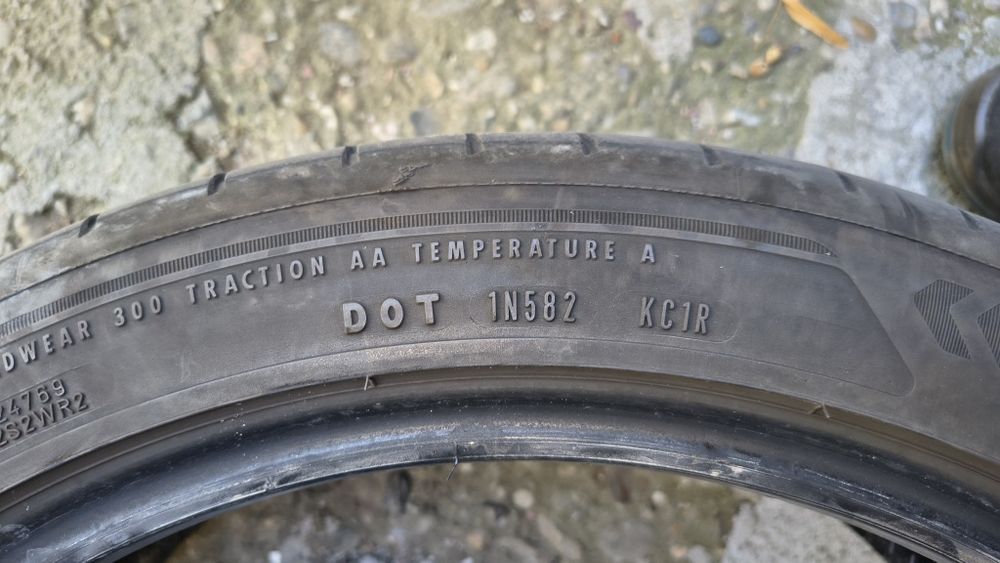 DWEAR 300 TRACTION AA TEMPERATURE A
DOT 1N582 KC1R
24769
2S2WR2